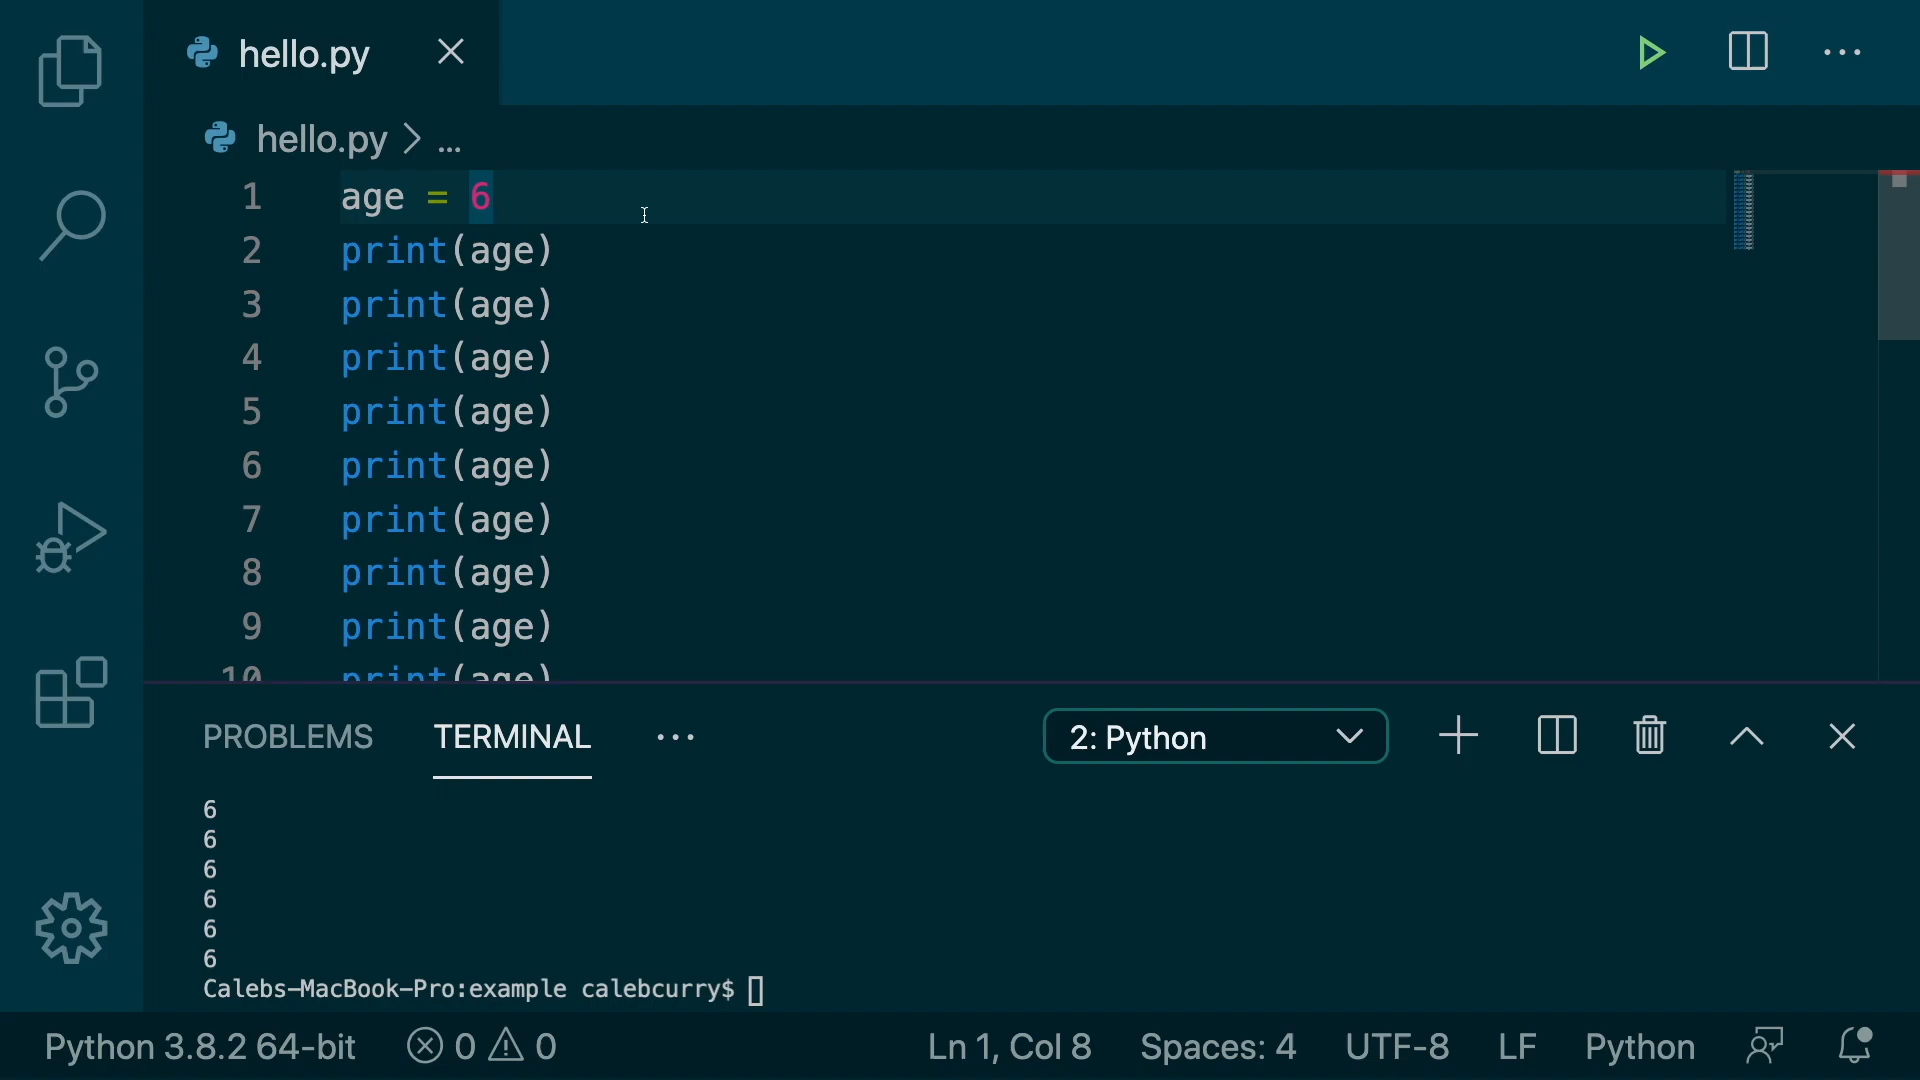 hello.py
hello.py > ...
1 age = 6
2 print(age)
3 print(age)
4 print(age)
5 print(age)
6 print(age)
7 print(age)
8 print(age)
9 print(age)
10 print(age)
PROBLEMS TERMINAL ... 2: Python
6
6
6
6
6
6
Calebs-MacBook-Pro:example calebcurry$
Python 3.8.2 64-bit 0 0 Ln 1, Col 8 Spaces: 4 UTF-8 LF Python